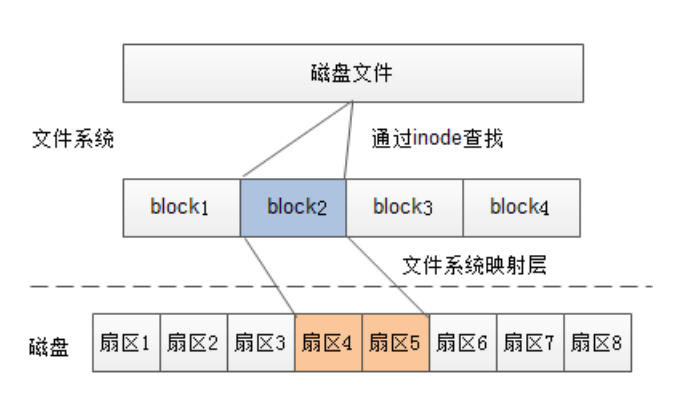 磁盘文件
文件系统
通过inode查找
block1 block2 block3 block4
文件系统映射层
磁盘 扇区1 扇区2 扇区3 扇区4 扇区5 扇区6 扇区7 扇区8